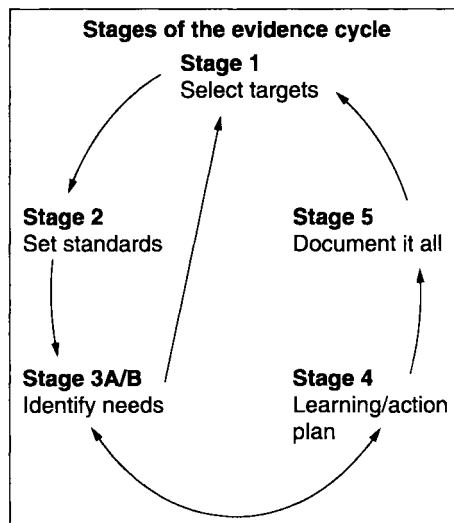 Stages of the evidence cycle
Stage 1
Select targets
Stage 2
Set standards
Stage 3A/B
Identify needs
Stage 4
Learning/action
plan
Stage 5
Document it all